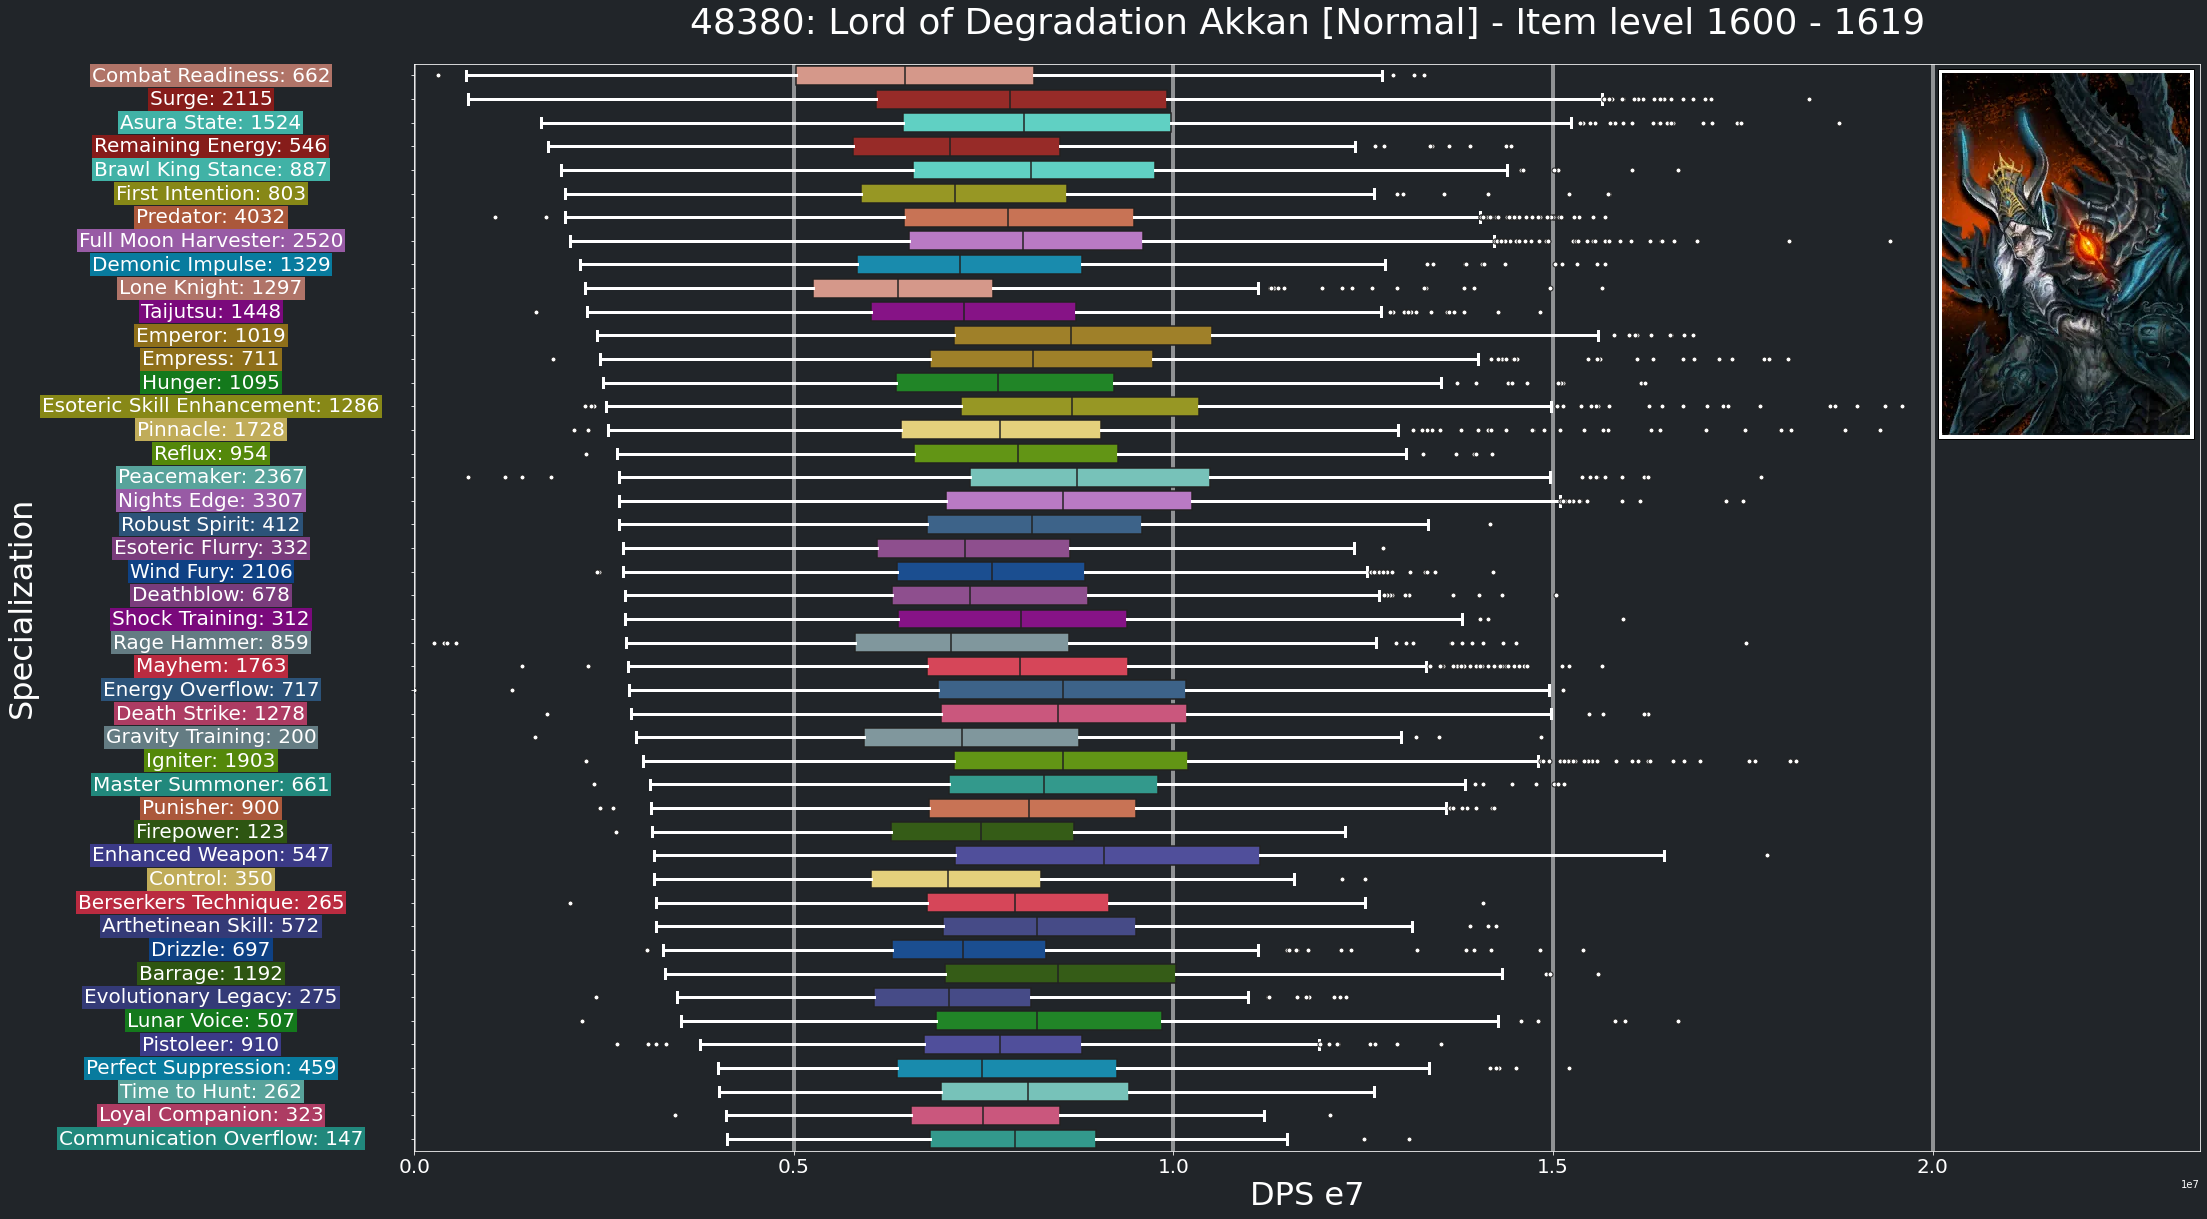 48380: Lord of Degradation Akkan [Normal] - Item level 1600 - 1619
Specialization
Combat Readiness: 662
Surge: 2115
Asura State: 1524
Remaining Energy: 546
Brawl King Stance: 887
First Intention: 803
Predator: 4032
Full Moon Harvester: 2520
Demonic Impulse: 1329
Lone Knight: 1297
Taijutsu: 1448
Emperor: 1019
Empress: 711
Hunger: 1095
Esoteric Skill Enhancement: 1286
Pinnacle: 1728
Reflux: 954
Peacemaker: 2367
Nights Edge: 3307
Robust Spirit: 412
Esoteric Flurry: 332
Wind Fury: 2106
Deathblow: 678
Shock Training: 312
Rage Hammer: 859
Mayhem: 1763
Energy Overflow: 717
Death Strike: 1278
Gravity Training: 200
Igniter: 1903
Master Summoner: 661
Punisher: 900
Firepower: 123
Enhanced Weapon: 547
Control: 350
Berserkers Technique: 265
Arthetinean Skill: 572
Drizzle: 697
Barrage: 1192
Evolutionary Legacy: 275
Lunar Voice: 507
Pistoleer: 910
Perfect Suppression: 459
Time to Hunt: 262
Loyal Companion: 323
Communication Overflow: 147
0.0 0.5 1.0 1.5 2.0
1e7
DPS e7